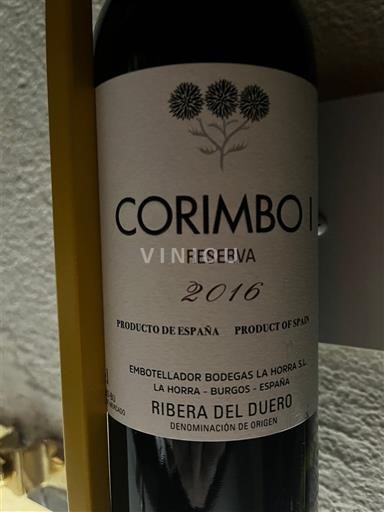 CORIMBO I
RESERVA
VINICU
2016
PRODUCTO DE ESPAÑA PRODUCT OF SPAIN
EMBOTELLADOR BODEGAS LA HORRA S.L.
LA HORRA - BURGOS - ESPAÑA
RIBERA DEL DUERO
DENOMINACIÓN DE ORIGEN